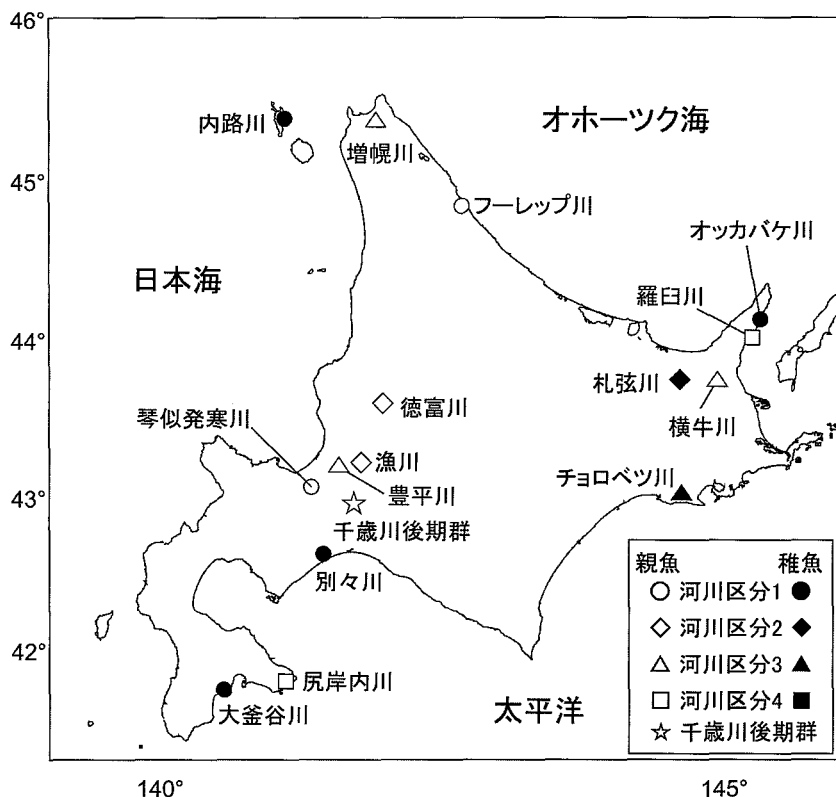 46°
内路川
オホーツク海
増幌川
45°
フーレップ川
オッカバケ川
日本海
羅臼川
44°
札弦川
徳富川
横牛川
琴似発寒川
漁川
チョロベツ川
43°
豊平川
千歳川後期群
別々川
親魚 稚魚
河川区分1
42°
河川区分2
河川区分3
尻岸内川
太平洋
河川区分4
大釜谷川
千歳川後期群
140° 145°